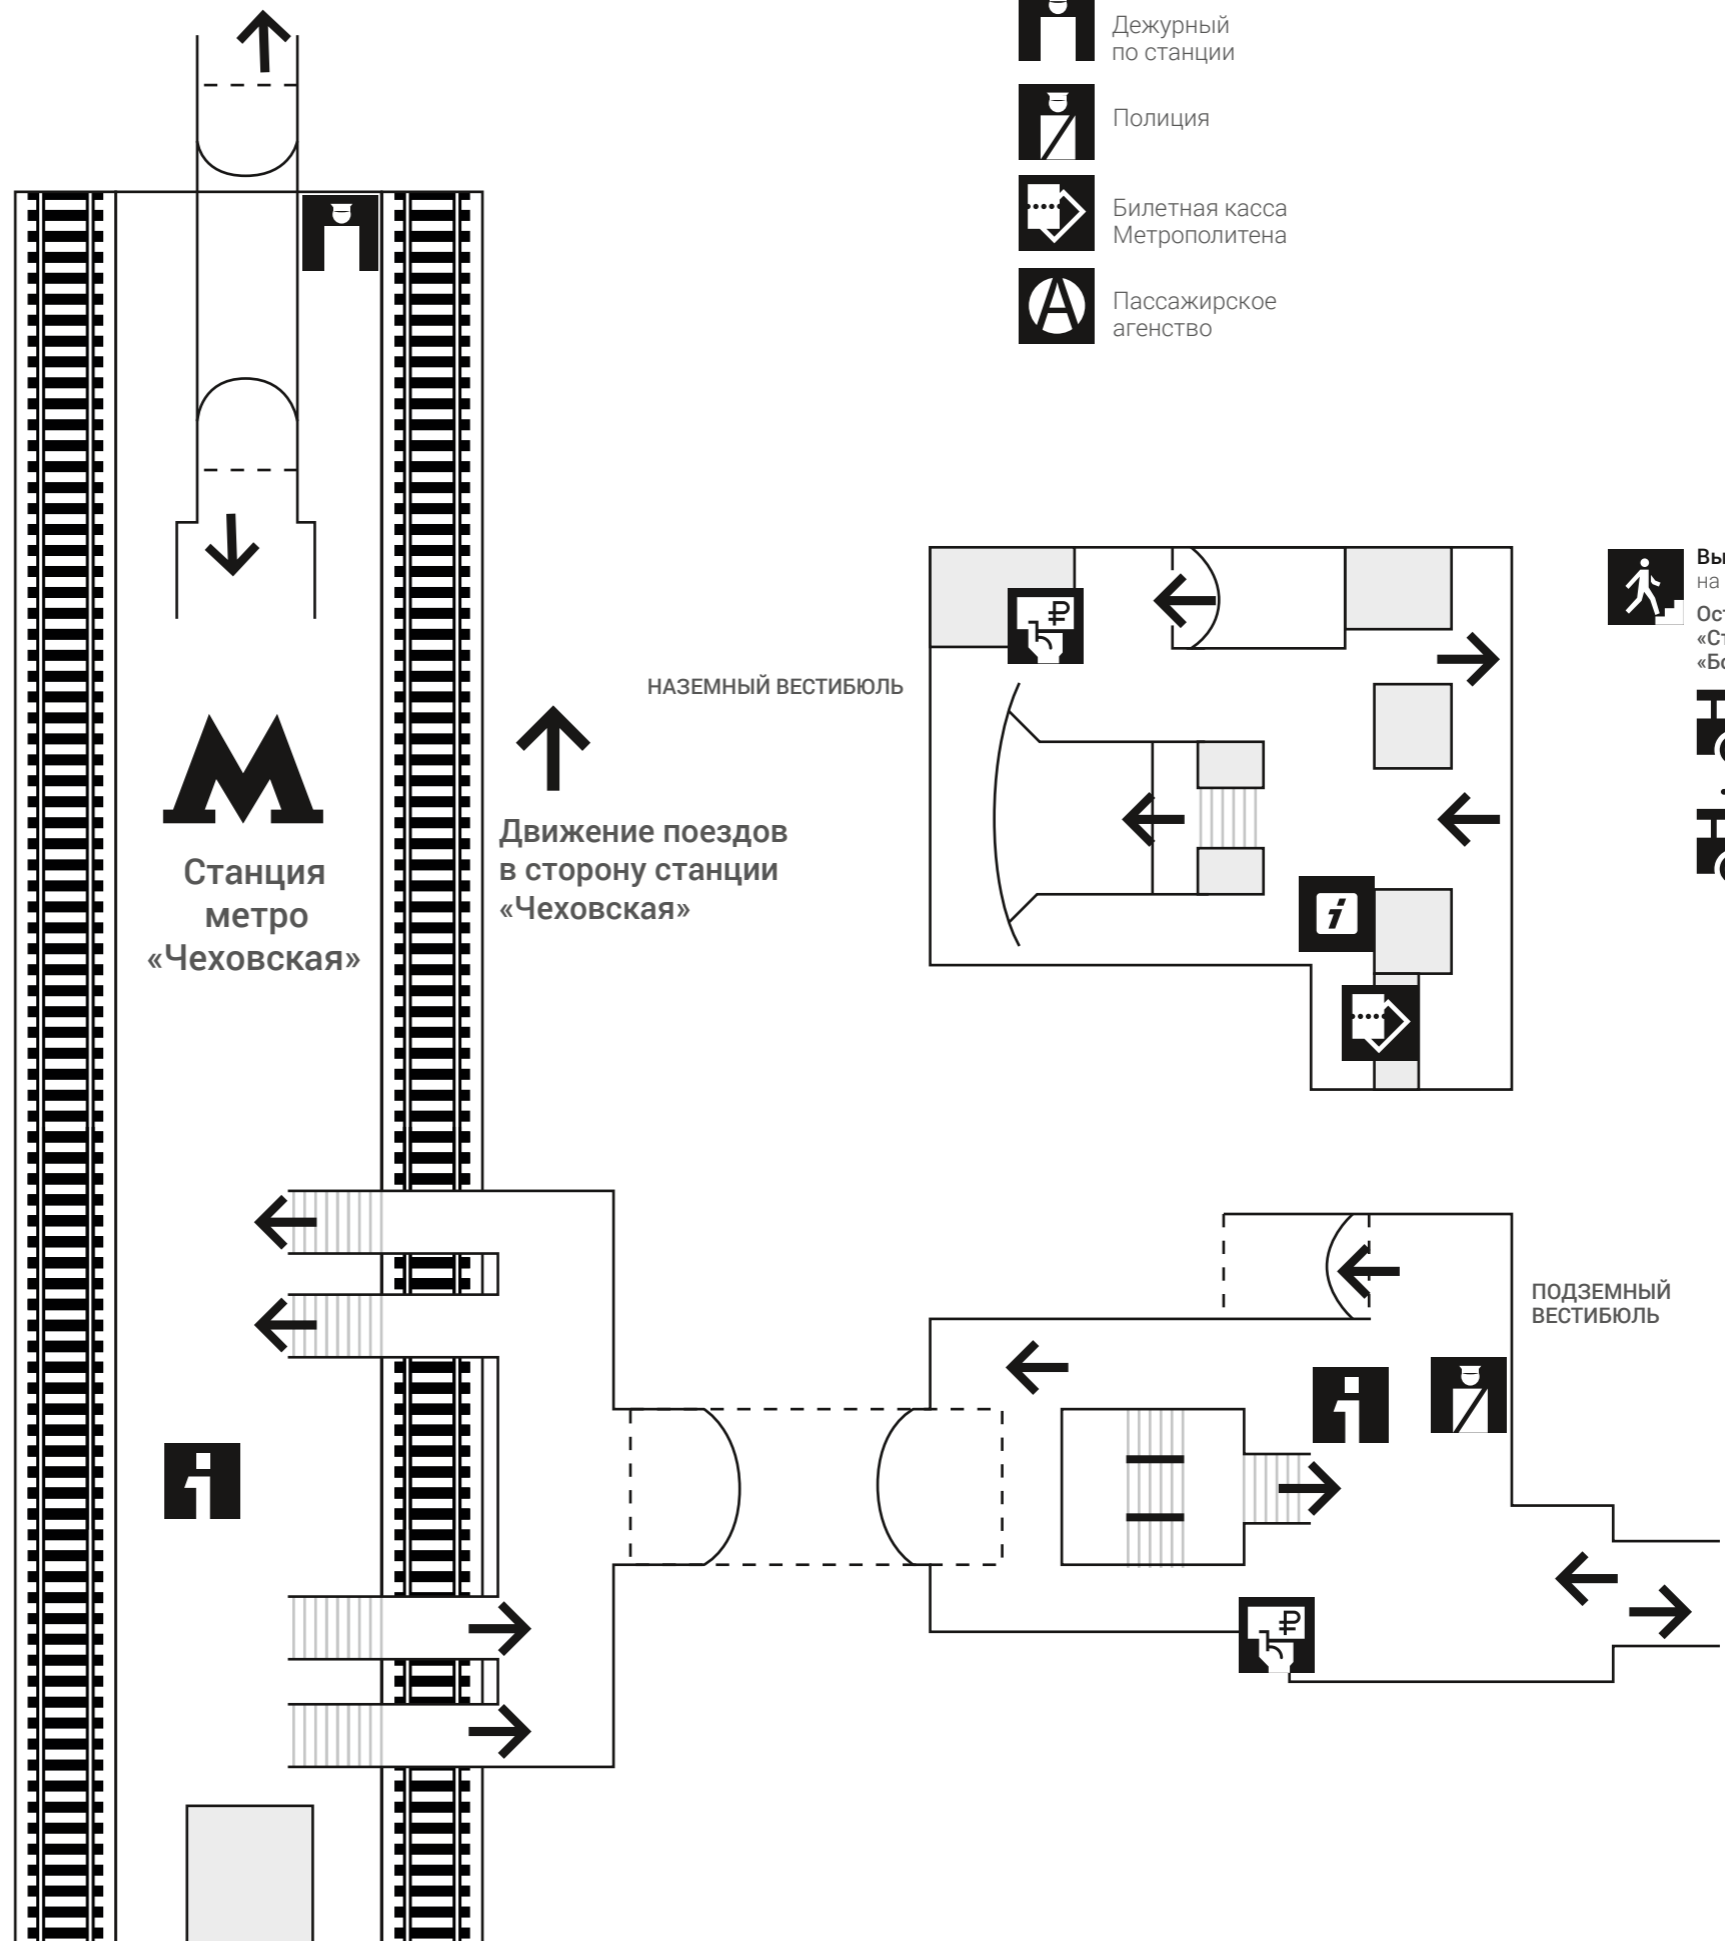 Дежурный
по станции
Полиция
Билетная касса
Метрополитена
Пассажирское
агенство
на
НАЗЕМНЫЙ ВЕСТИБЮЛЬ
Движение поездов
в сторону станции
«Чеховская»
Станция
метро
«Чеховская»
ПОДЗЕМНЫЙ
ВЕСТИБЮЛЬ